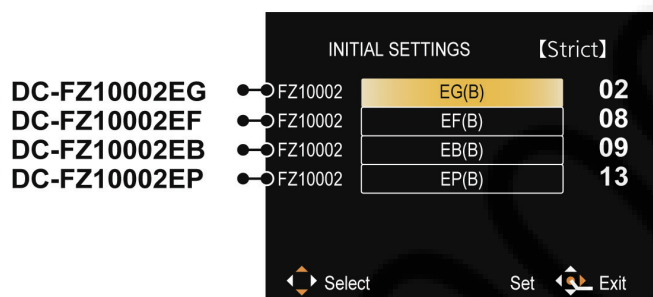 INITIAL SETTINGS 【Strict】
DC-FZ10002EG FZ10002 EG(B) 02
DC-FZ10002EF FZ10002 EF(B) 08
DC-FZ10002EB FZ10002 EB(B) 09
DC-FZ10002EP FZ10002 EP(B) 13
Select Set Exit